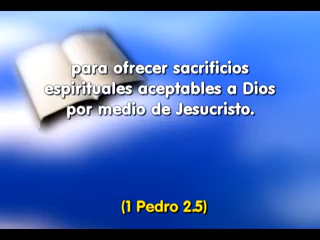 para ofrecer sacrificios
espirituales aceptables a Dios
por medio de Jesucristo.
(1 Pedro 2.5)